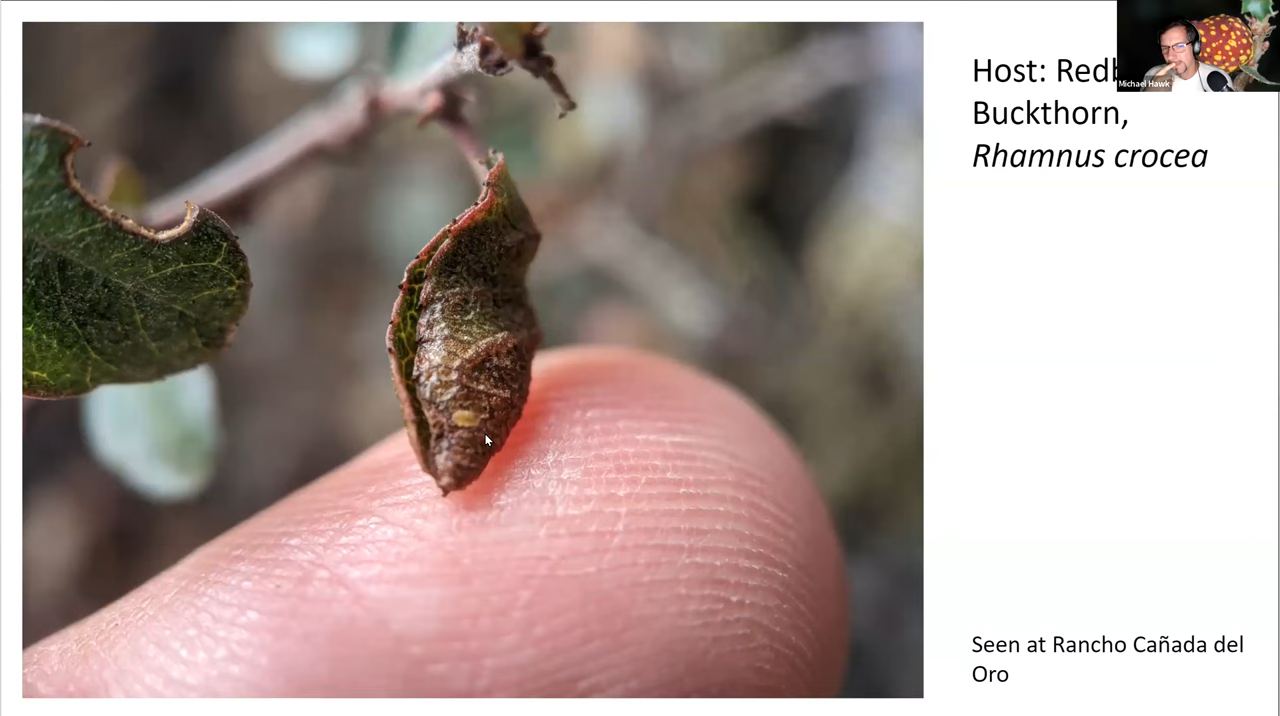 Host: Red
Buckthorn,
Rhamnus crocea
Michael Hawk
Seen at Rancho Cañada del
Oro